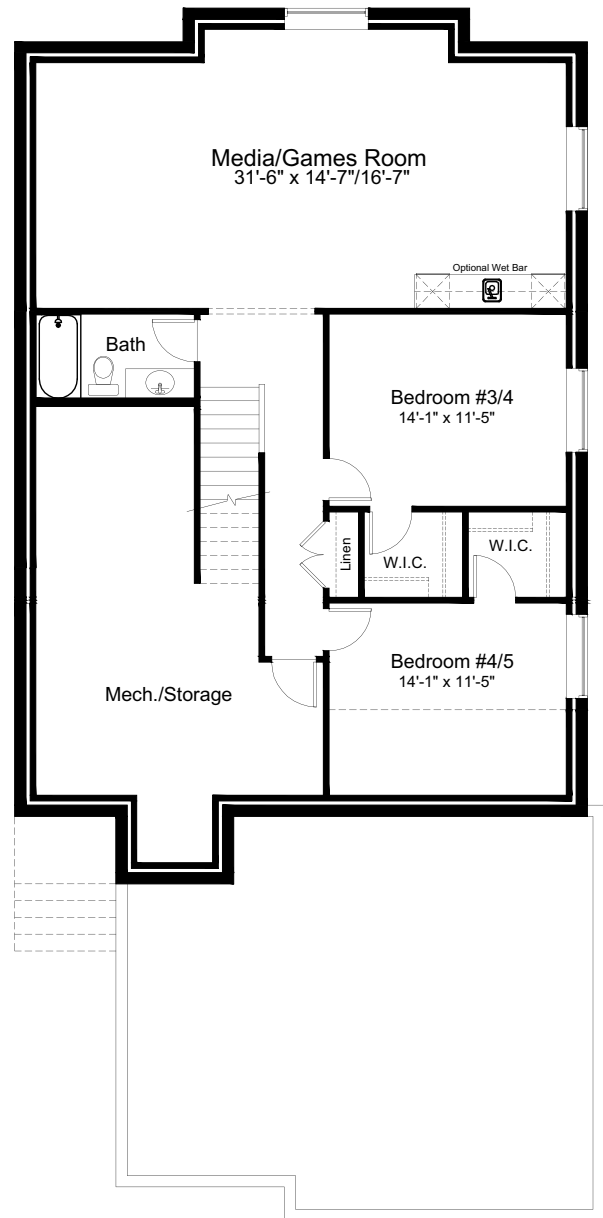 Media/Games Room
31'-6" x 14'-7"/16'-7"
Optional Wet Bar
Bath
Bedroom #3/4
14'-1" x 11'-5"
Linen
W.I.C.
W.I.C.
Bedroom #4/5
14'-1" x 11'-5"
Mech./Storage